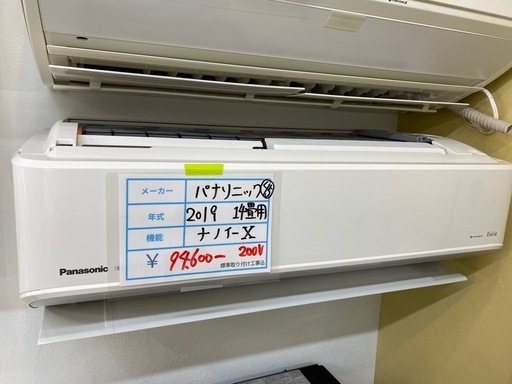 メーカー パナソニック
年式 2019 14畳用
機能 ナノイーX
¥ 94600- 200V
標準取り付け工事込
Panasonic
Eolia